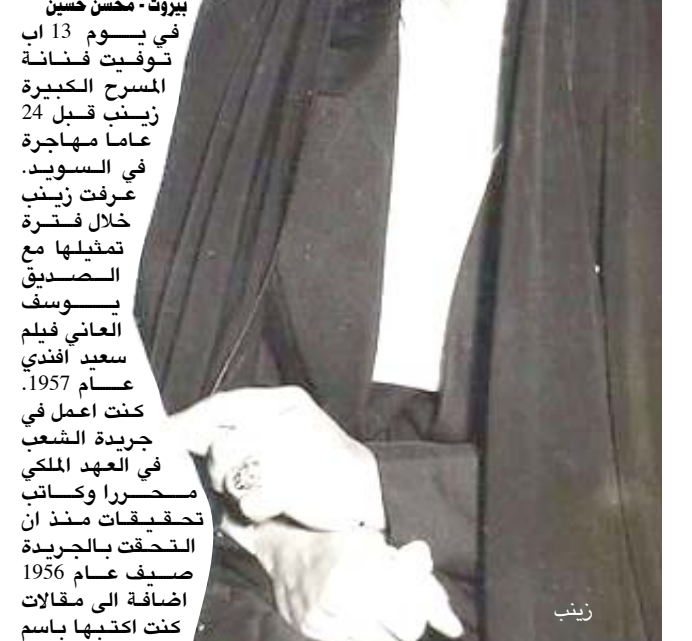 بيروت - محسن حسين
في يوم 13 اب
توفيت فنانة
المسرح الكبيرة
زينب قبل 24
عاما مهاجرة
في السويد.
عرفت زينب
خلال فترة
تمثيلها مع
الصديق
يوسف
العاني فيلم
سعيد افندي
عام 1957.
كنت اعمل في
جريدة الشعب
في العهد الملكي
محررا وكاتب
تحقيقات منذ ان
التحقت بالجريدة
صيف عام 1956
اضافة الى مقالات
كنت اكتبها باسم
زينب